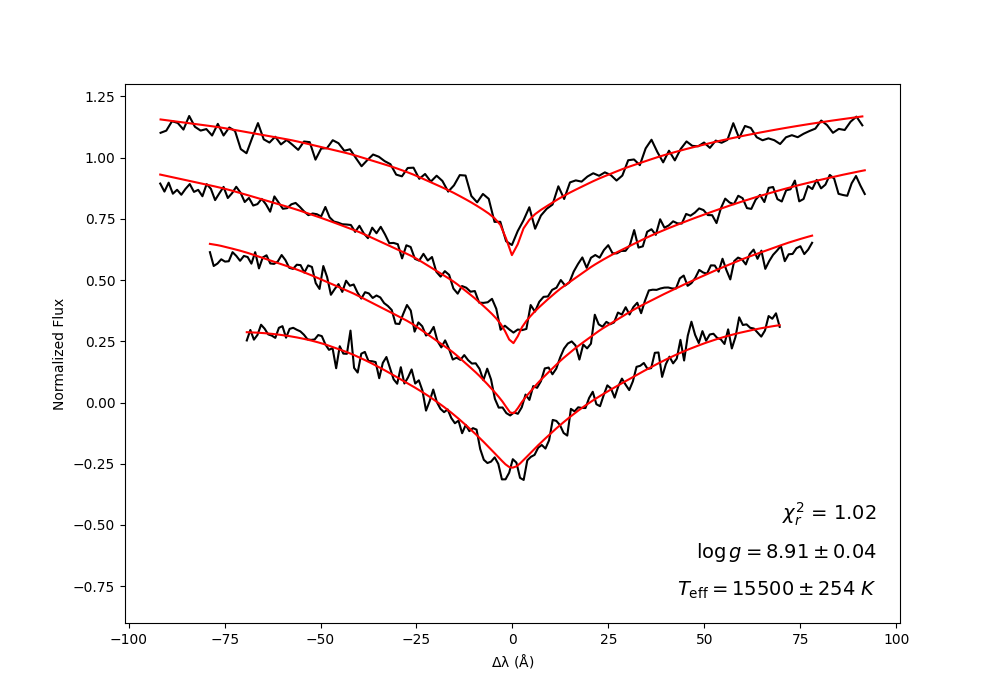 1.25
1.00
0.75
0.50
0.25
0.00
−0.25
−0.50
−0.75
Normalized Flux
χ²ᵣ = 1.02
log g = 8.91 ± 0.04
T_eff = 15500 ± 254 K
−100 −75 −50 −25 0 25 50 75 100
Δλ (Å)